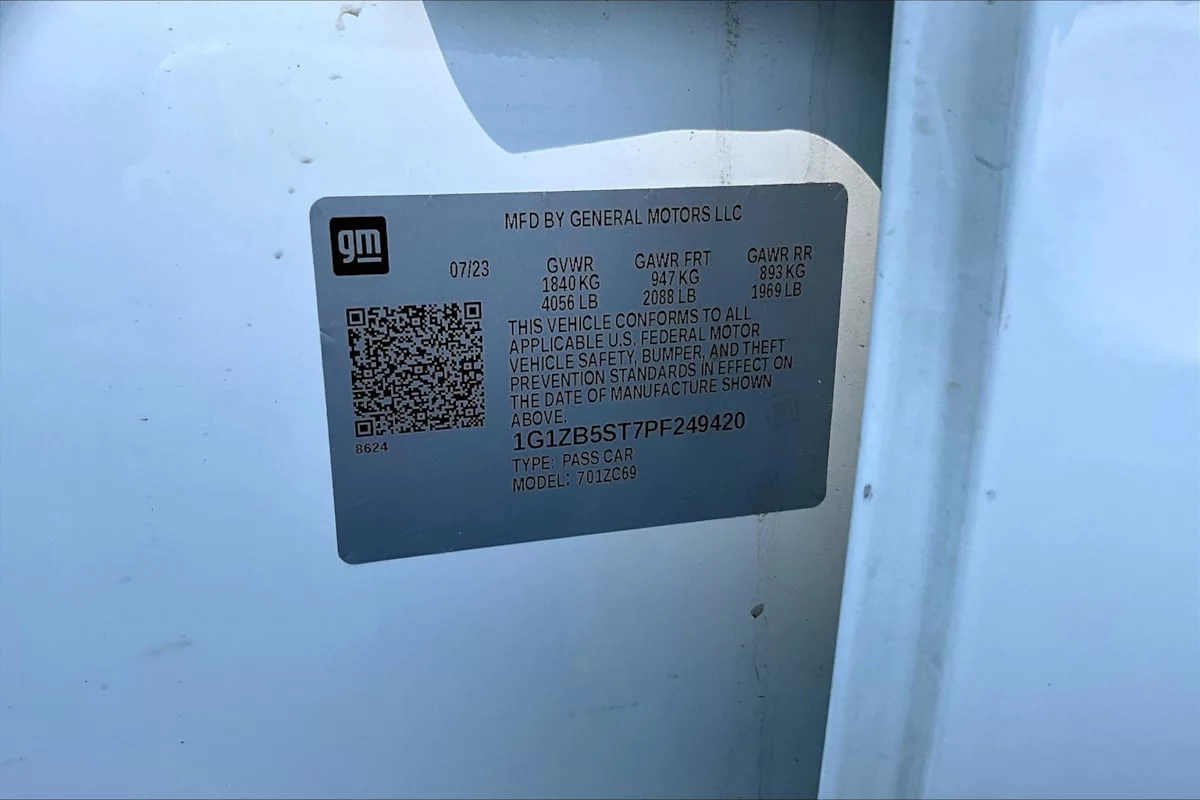 gm
MFD BY GENERAL MOTORS LLC
07/23 GVWR GAWR FRT GAWR RR
1840 KG 947 KG 893 KG
4056 LB 2088 LB 1969 LB
THIS VEHICLE CONFORMS TO ALL
APPLICABLE U.S. FEDERAL MOTOR
VEHICLE SAFETY, BUMPER, AND THEFT
PREVENTION STANDARDS IN EFFECT ON
THE DATE OF MANUFACTURE SHOWN
ABOVE.
8624
1G1ZB5ST7PF249420
TYPE: PASS CAR
MODEL: 701ZC69